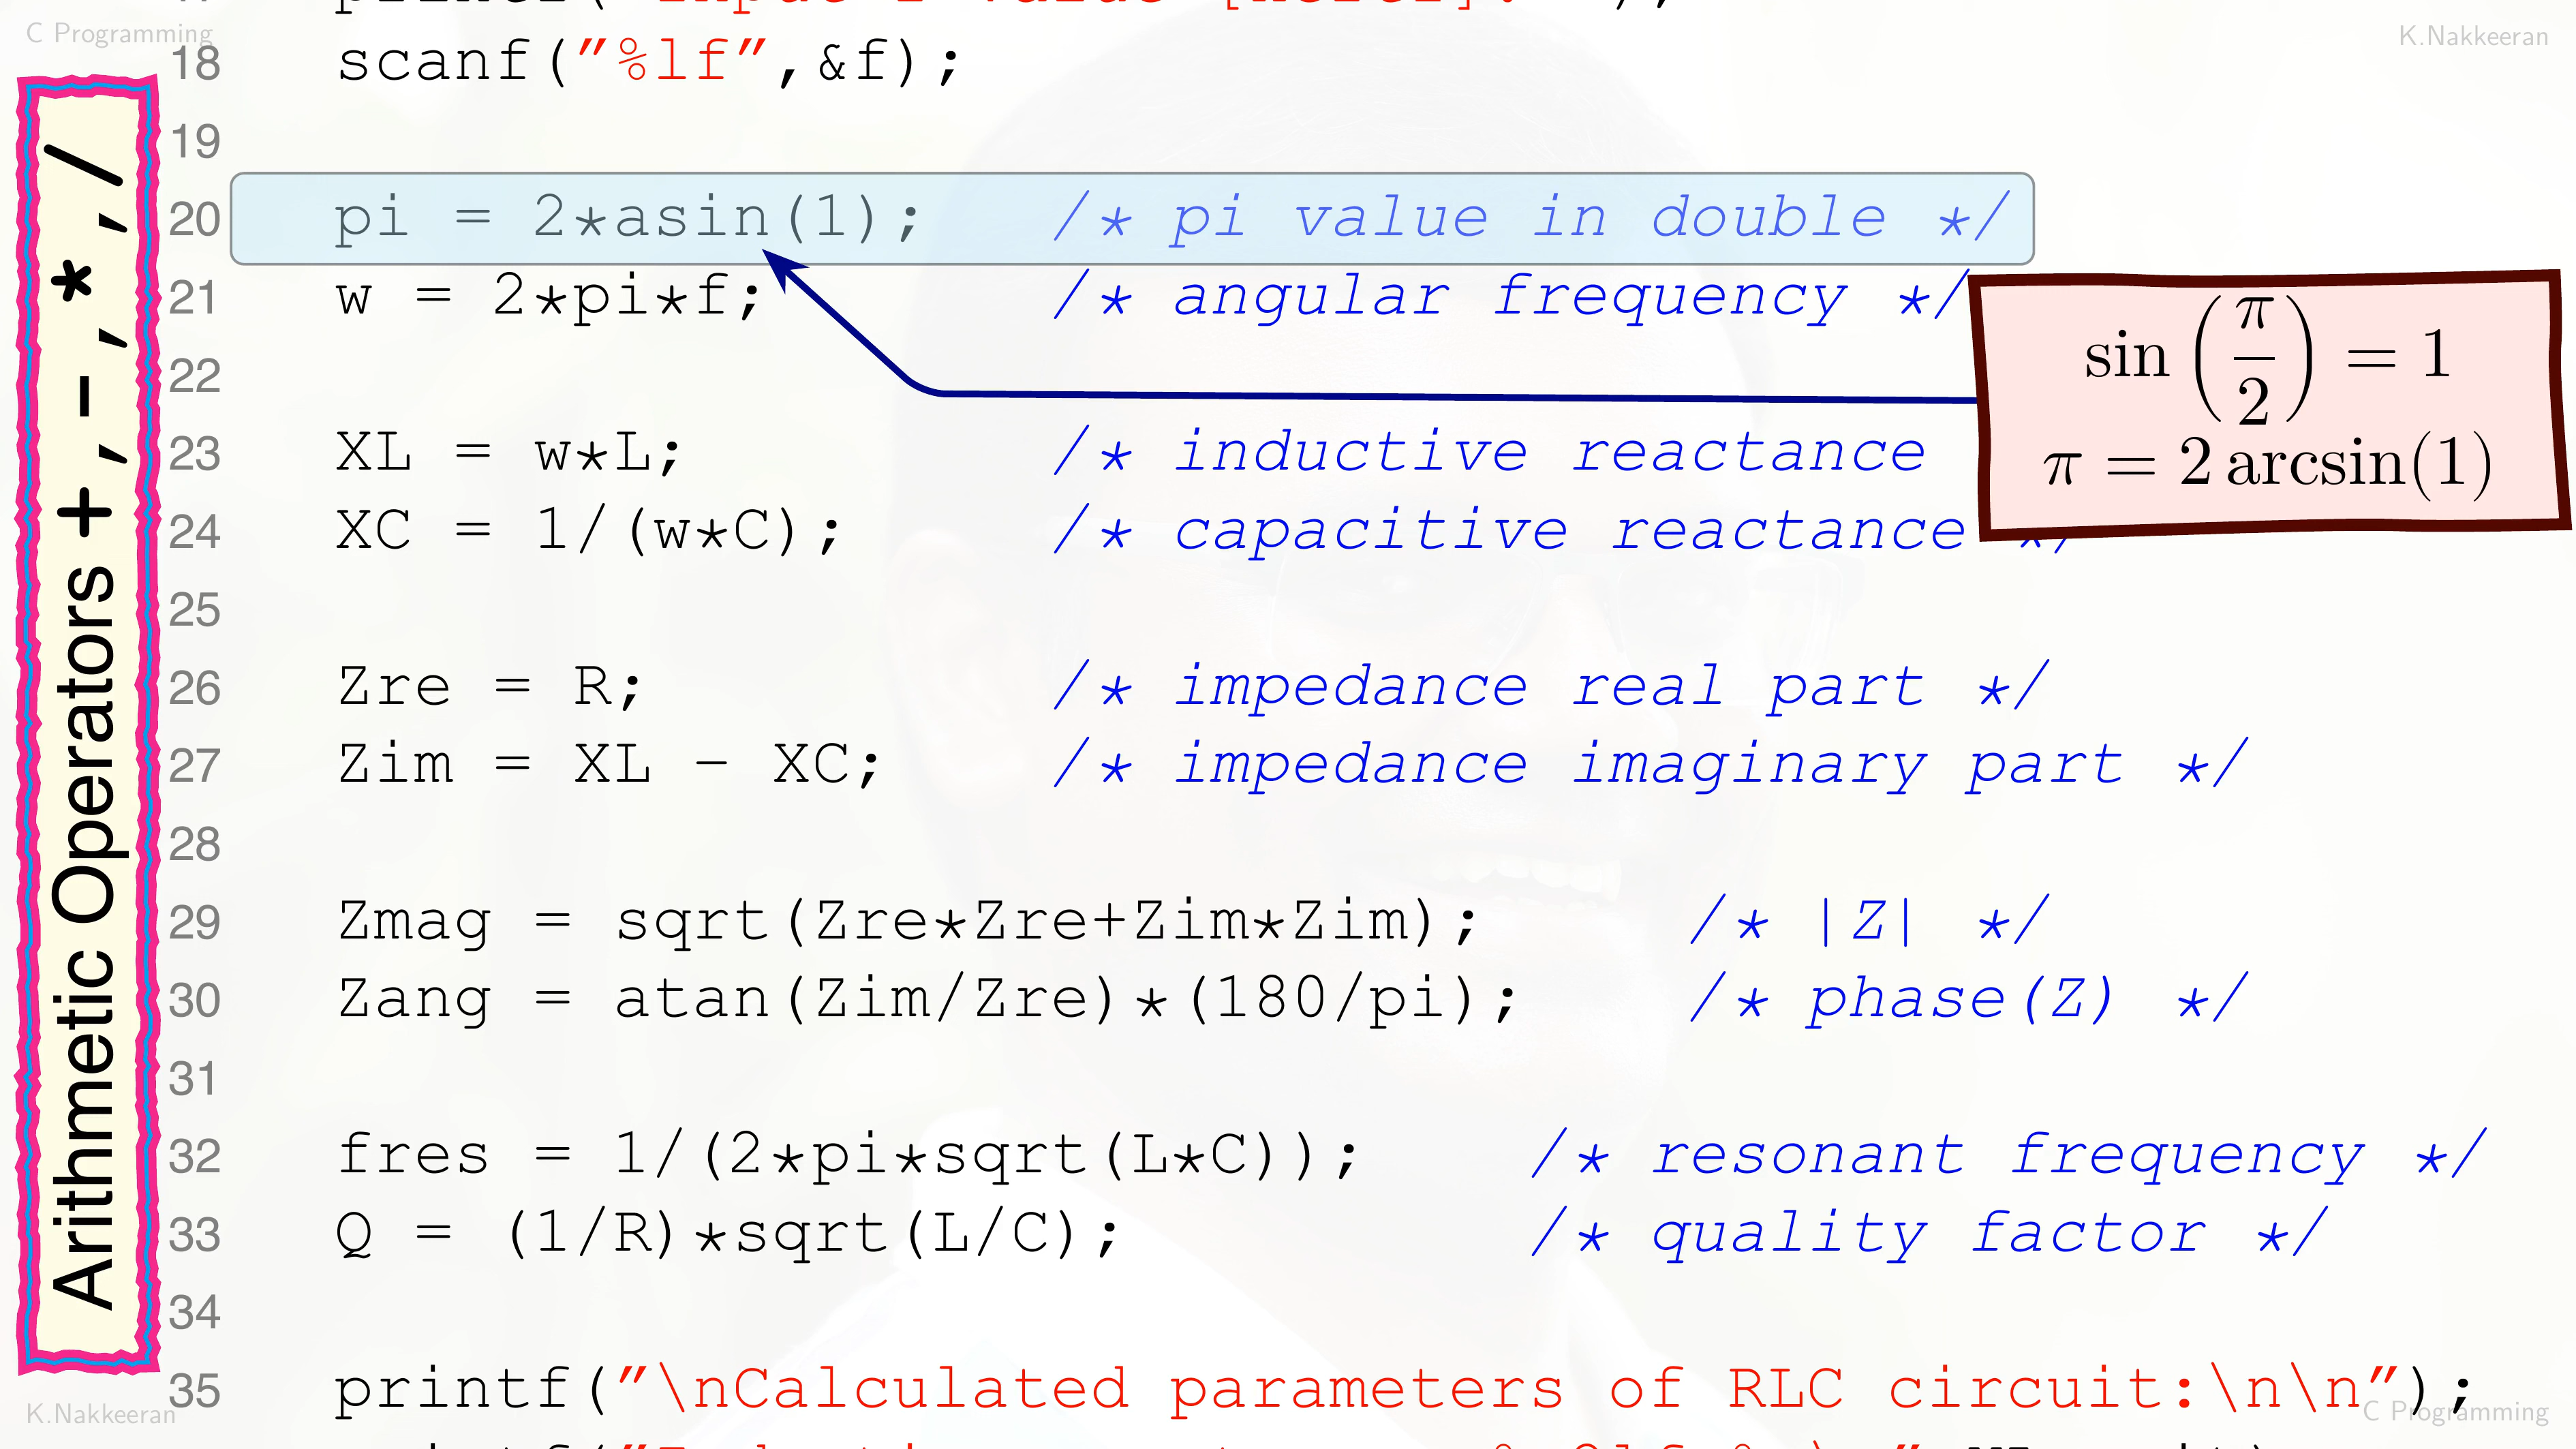 C Programming
K.Nakkeeran
Arithmetic Operators +,-,*,/
18 scanf("%lf",&f);
19
20 pi = 2*asin(1); /* pi value in double */
21 w = 2*pi*f; /* angular frequency */
sin(π/2) = 1
π = 2 arcsin(1)
22
23 XL = w*L; /* inductive reactance
24 XC = 1/(w*C); /* capacitive reactance */
25
26 Zre = R; /* impedance real part */
27 Zim = XL - XC; /* impedance imaginary part */
28
29 Zmag = sqrt(Zre*Zre+Zim*Zim); /* |Z| */
30 Zang = atan(Zim/Zre)*(180/pi); /* phase(Z) */
31
32 fres = 1/(2*pi*sqrt(L*C)); /* resonant frequency */
33 Q = (1/R)*sqrt(L/C); /* quality factor */
34
35 printf("\nCalculated parameters of RLC circuit:\n\n");
K.Nakkeeran
C Programming